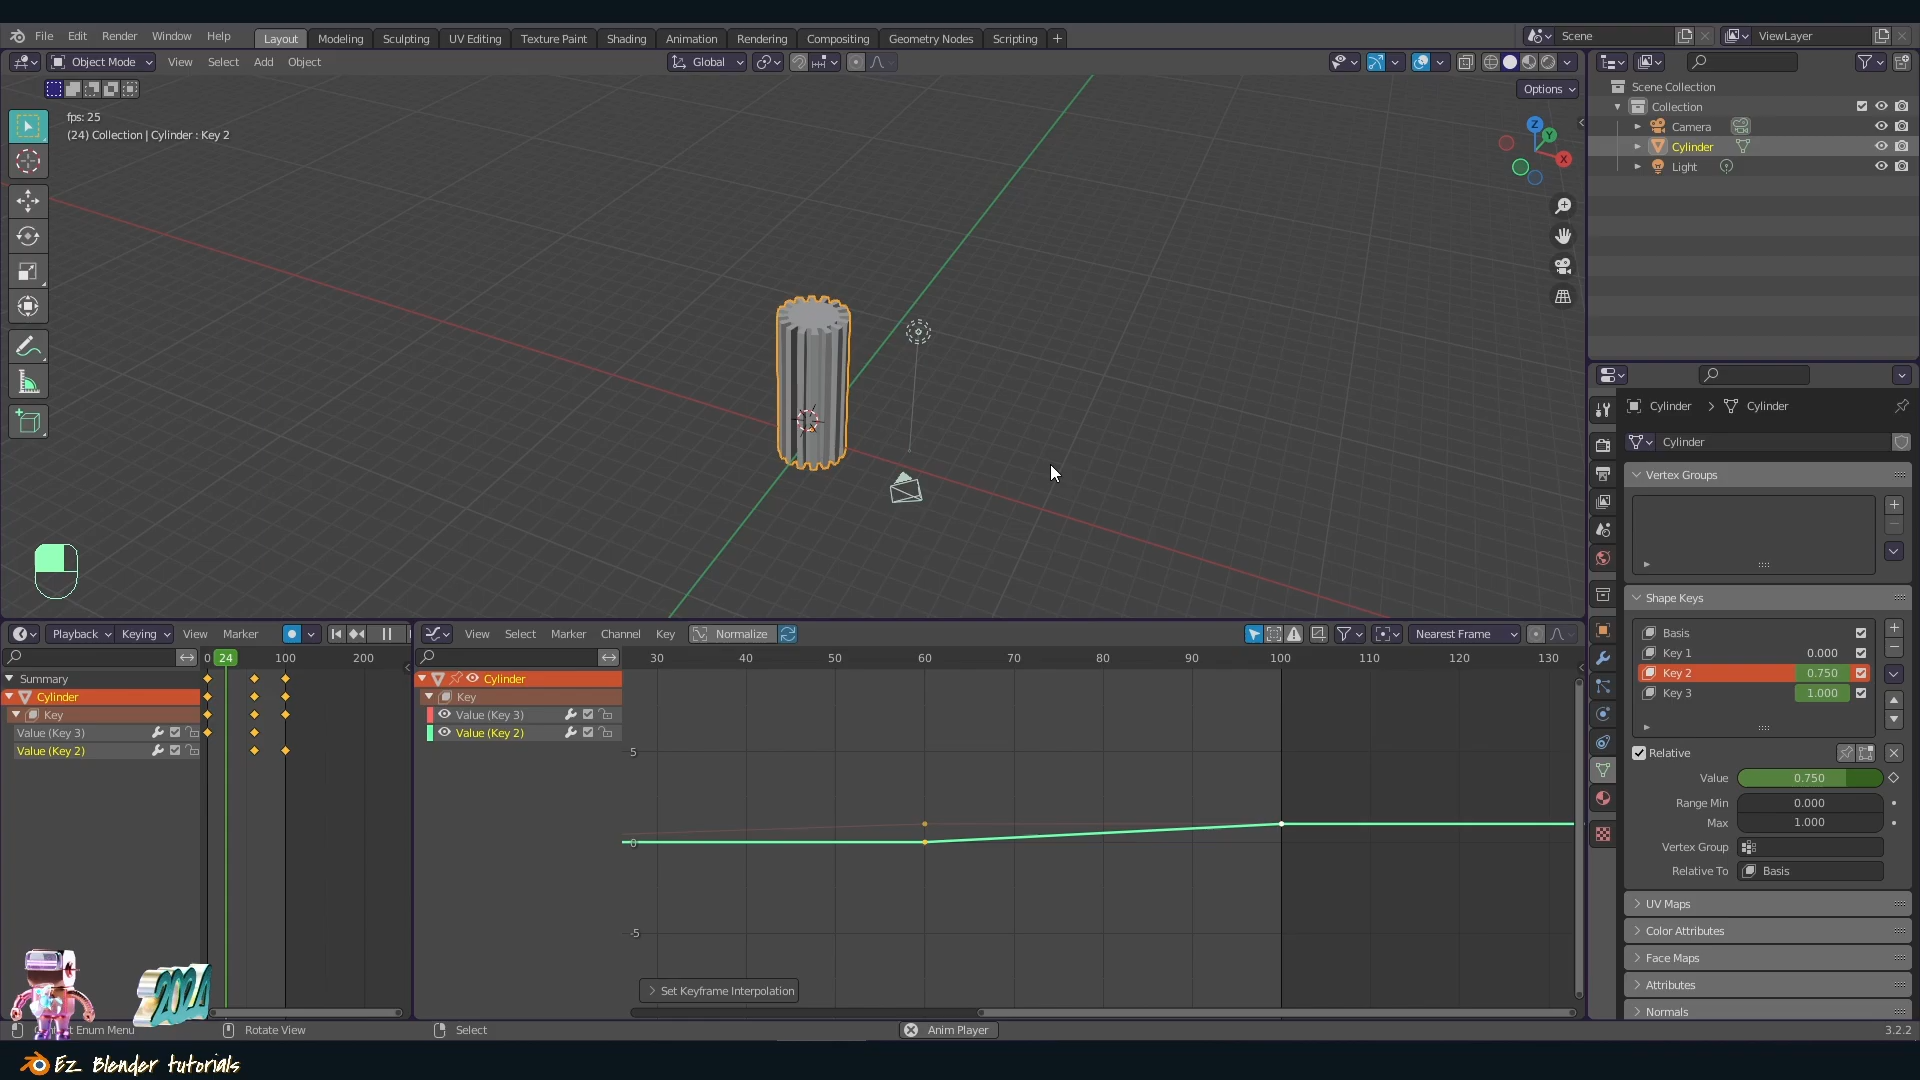 File Edit Render Window Help Layout Modeling Sculpting UV Editing Texture Paint Shading Animation Rendering Compositing Geometry Nodes Scripting + Scene ViewLayer
Object Mode View Select Add Object Global
Options
fps: 25
(24) Collection | Cylinder : Key 2
Z
Y
X
Scene Collection
Collection
Camera
Cylinder
Light
Cylinder > Cylinder
Cylinder
Vertex Groups
Shape Keys
Basis
Key 1 0.000
Key 2 0.750
Key 3 1.000
Relative
Value 0.750
Range Min 0.000
Max 1.000
Vertex Group
Relative To Basis
UV Maps
Color Attributes
Face Maps
Attributes
Normals
Playback Keying View Marker
0 24 100 200
Summary
Cylinder
Key
Value (Key 3)
Value (Key 2)
View Select Marker Channel Key Normalize Nearest Frame
30 40 50 60 70 80 90 100 110 120 130
Cylinder
Key
Value (Key 3)
Value (Key 2)
5
0
-5
Set Keyframe Interpolation
2024
Enum Menu Rotate View Select Anim Player 3.2.2
Ez Blender tutorials